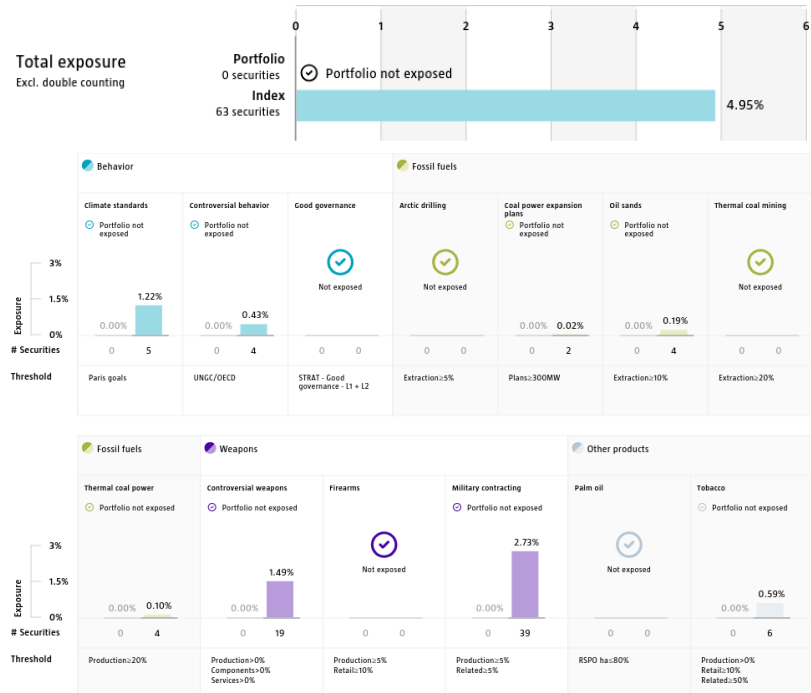 0 1 2 3 4 5 6
Total exposure
Excl. double counting
Portfolio
0 securities
Portfolio not exposed
Index
63 securities
4.95%
Behavior
Fossil fuels
Climate standards
Portfolio not
exposed
Controversial behavior
Portfolio not
exposed
Good governance
Not exposed
Arctic drilling
Not exposed
Coal power expansion
plans
Portfolio not
exposed
Oil sands
Portfolio not
exposed
Thermal coal mining
Not exposed
Exposure
3%
1.5%
0%
0.00% 1.22%
0.00% 0.43%
0.00% 0.02%
0.00% 0.19%
# Securities 0 5 0 4 0 0 0 0 0 2 0 4 0 0
Threshold
Paris goals
UNGC/OECD
STRAT - Good
governance - L1 + L2
Extraction≥5%
Plans≥300MW
Extraction≥10%
Extraction≥20%
Fossil fuels
Weapons
Other products
Thermal coal power
Portfolio not exposed
Controversial weapons
Portfolio not exposed
Firearms
Not exposed
Military contracting
Portfolio not exposed
Palm oil
Not exposed
Tobacco
Portfolio not exposed
Exposure
3%
1.5%
0%
0.00% 0.10%
0.00% 1.49%
0.00% 2.73%
0.00% 0.59%
# Securities 0 4 0 19 0 0 0 39 0 0 0 6
Threshold
Production≥20%
Production>0%
Components>0%
Services>0%
Production≥5%
Retail≥10%
Production≥5%
Related≥5%
RSPO ha≤80%
Production>0%
Retail≥10%
Related≥50%